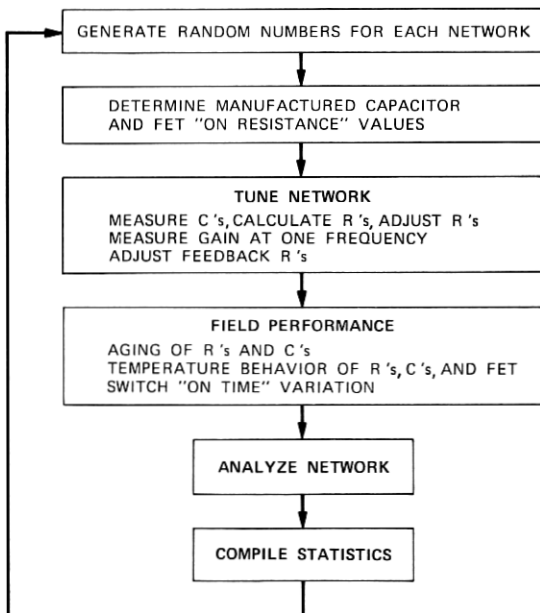 GENERATE RANDOM NUMBERS FOR EACH NETWORK
DETERMINE MANUFACTURED CAPACITOR
AND FET "ON RESISTANCE" VALUES
TUNE NETWORK
MEASURE C's, CALCULATE R's, ADJUST R's
MEASURE GAIN AT ONE FREQUENCY
ADJUST FEEDBACK R's
FIELD PERFORMANCE
AGING OF R's AND C's
TEMPERATURE BEHAVIOR OF R's, C's, AND FET
SWITCH "ON TIME" VARIATION
ANALYZE NETWORK
COMPILE STATISTICS